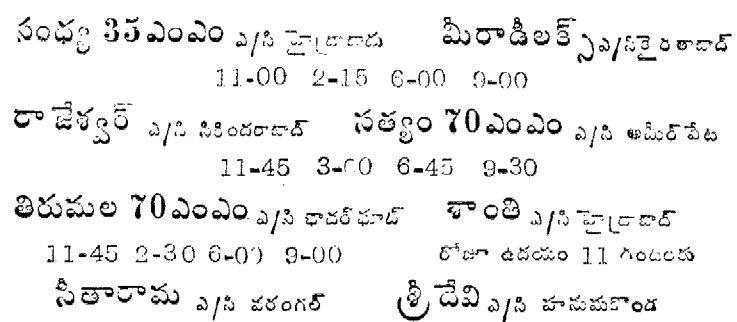 సంధ్య 35ఎంఎం ఎ/సి హైద్రాబాదు మీరాడీలక్స్ ఎ/సి ఖైరతాబాద్
11-00 2-15 6-00 9-00
రాజేశ్వర్ ఎ/సి సికిందరాబాద్ సత్యం 70ఎంఎం ఎ/సి అమీర్‌పేట
11-45 3-00 6-45 9-30
తిరుమల 70ఎంఎం ఎ/సి ఛాదర్‌ఘాట్ శాంతి ఎ/సి హైద్రాబాద్
11-45 2-30 6-00 9-00 రోజూ ఉదయం 11 గంటలకు
సీతారామ ఎ/సి వరంగల్ శ్రీదేవి ఎ/సి హనుమకొండ